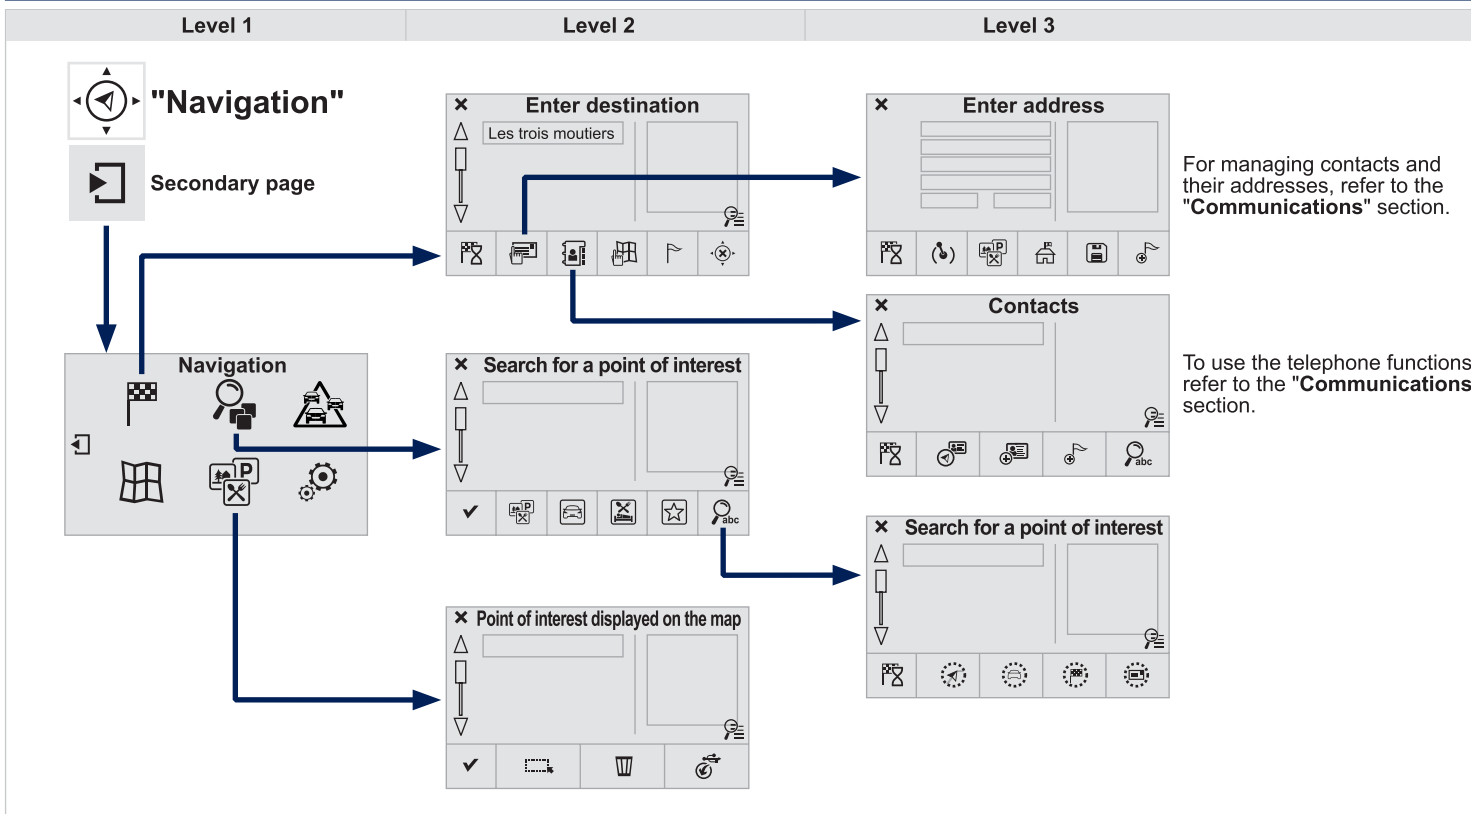 Level 1
Level 2
Level 3
"Navigation"
Secondary page
Navigation
P
Enter destination
Les trois moutiers
Search for a point of interest
P
abc
Point of interest displayed on the map
Enter address
P
For managing contacts and
their addresses, refer to the
"Communications" section.
Contacts
abc
To use the telephone functions
refer to the "Communications
section.
Search for a point of interest